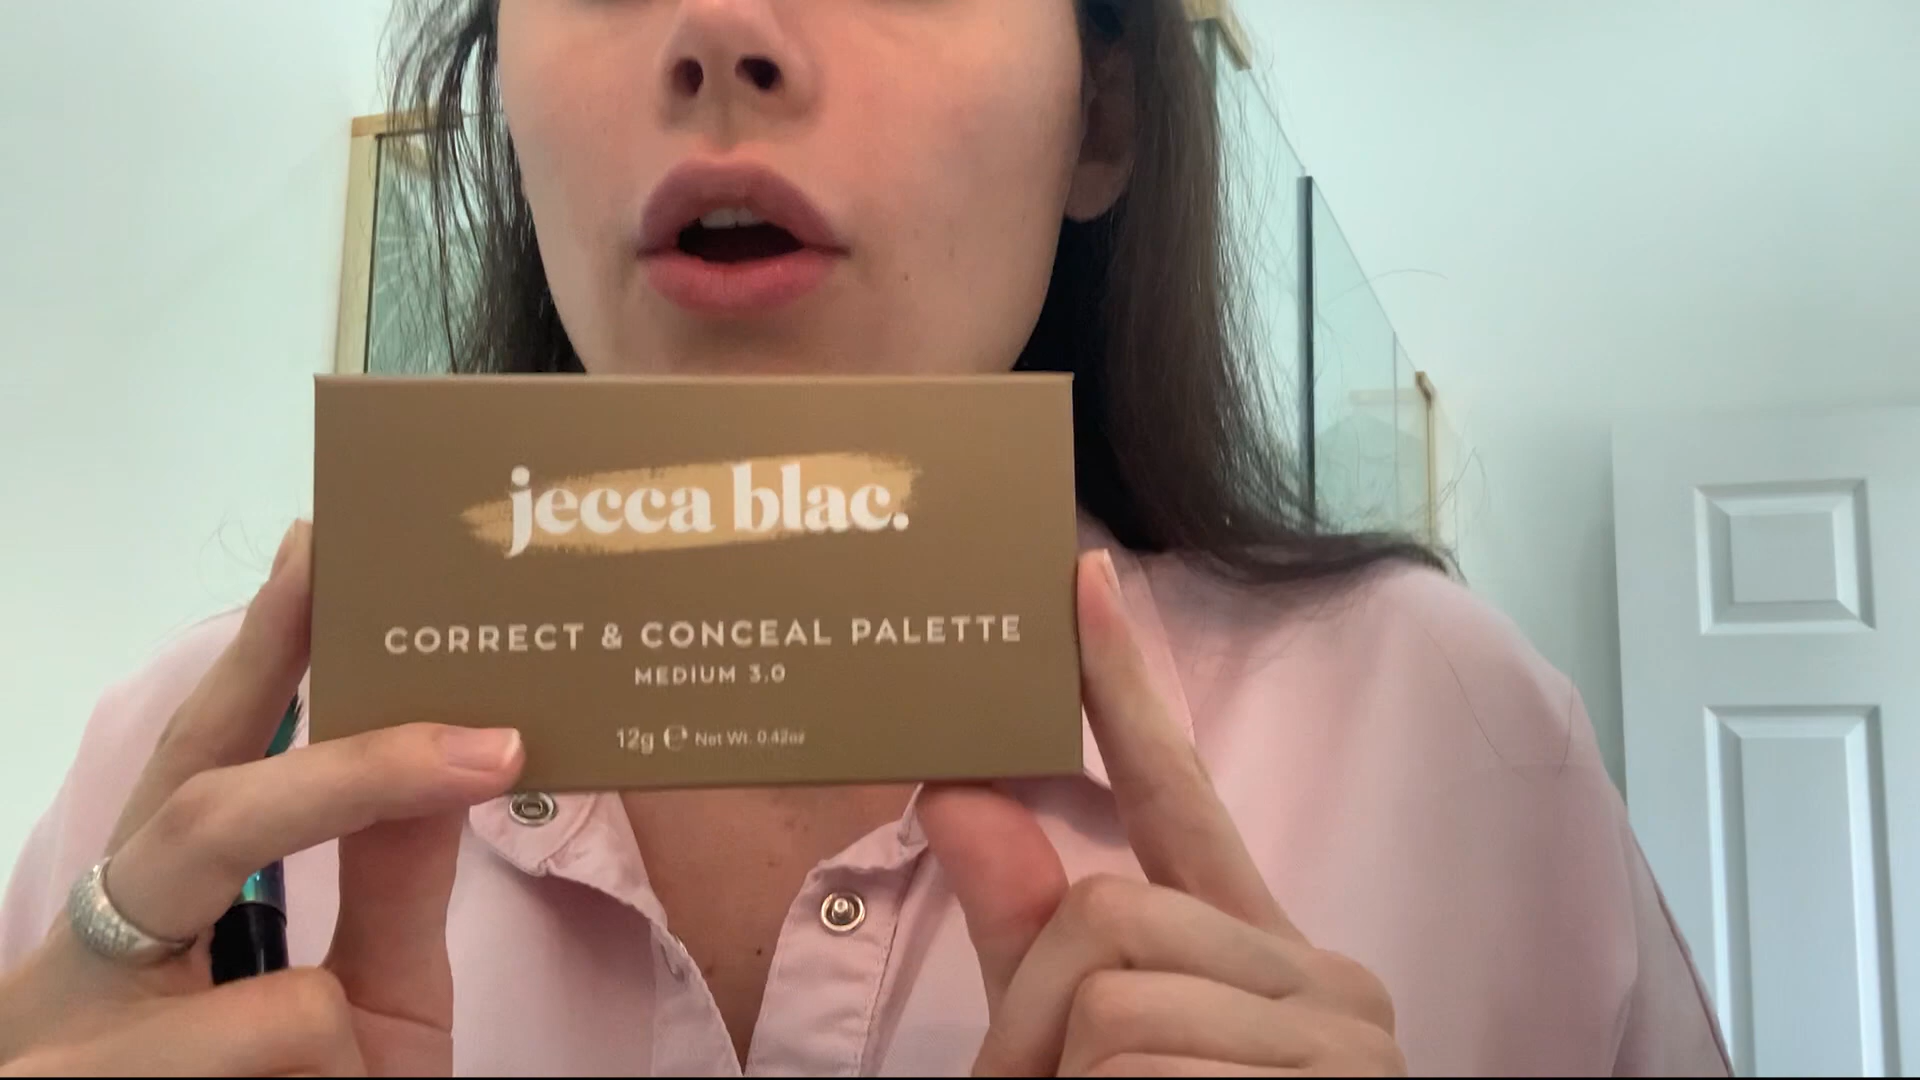 jecca blac.
CORRECT & CONCEAL PALETTE
MEDIUM 3.0
12g ℮ Net Wt. 0.42oz